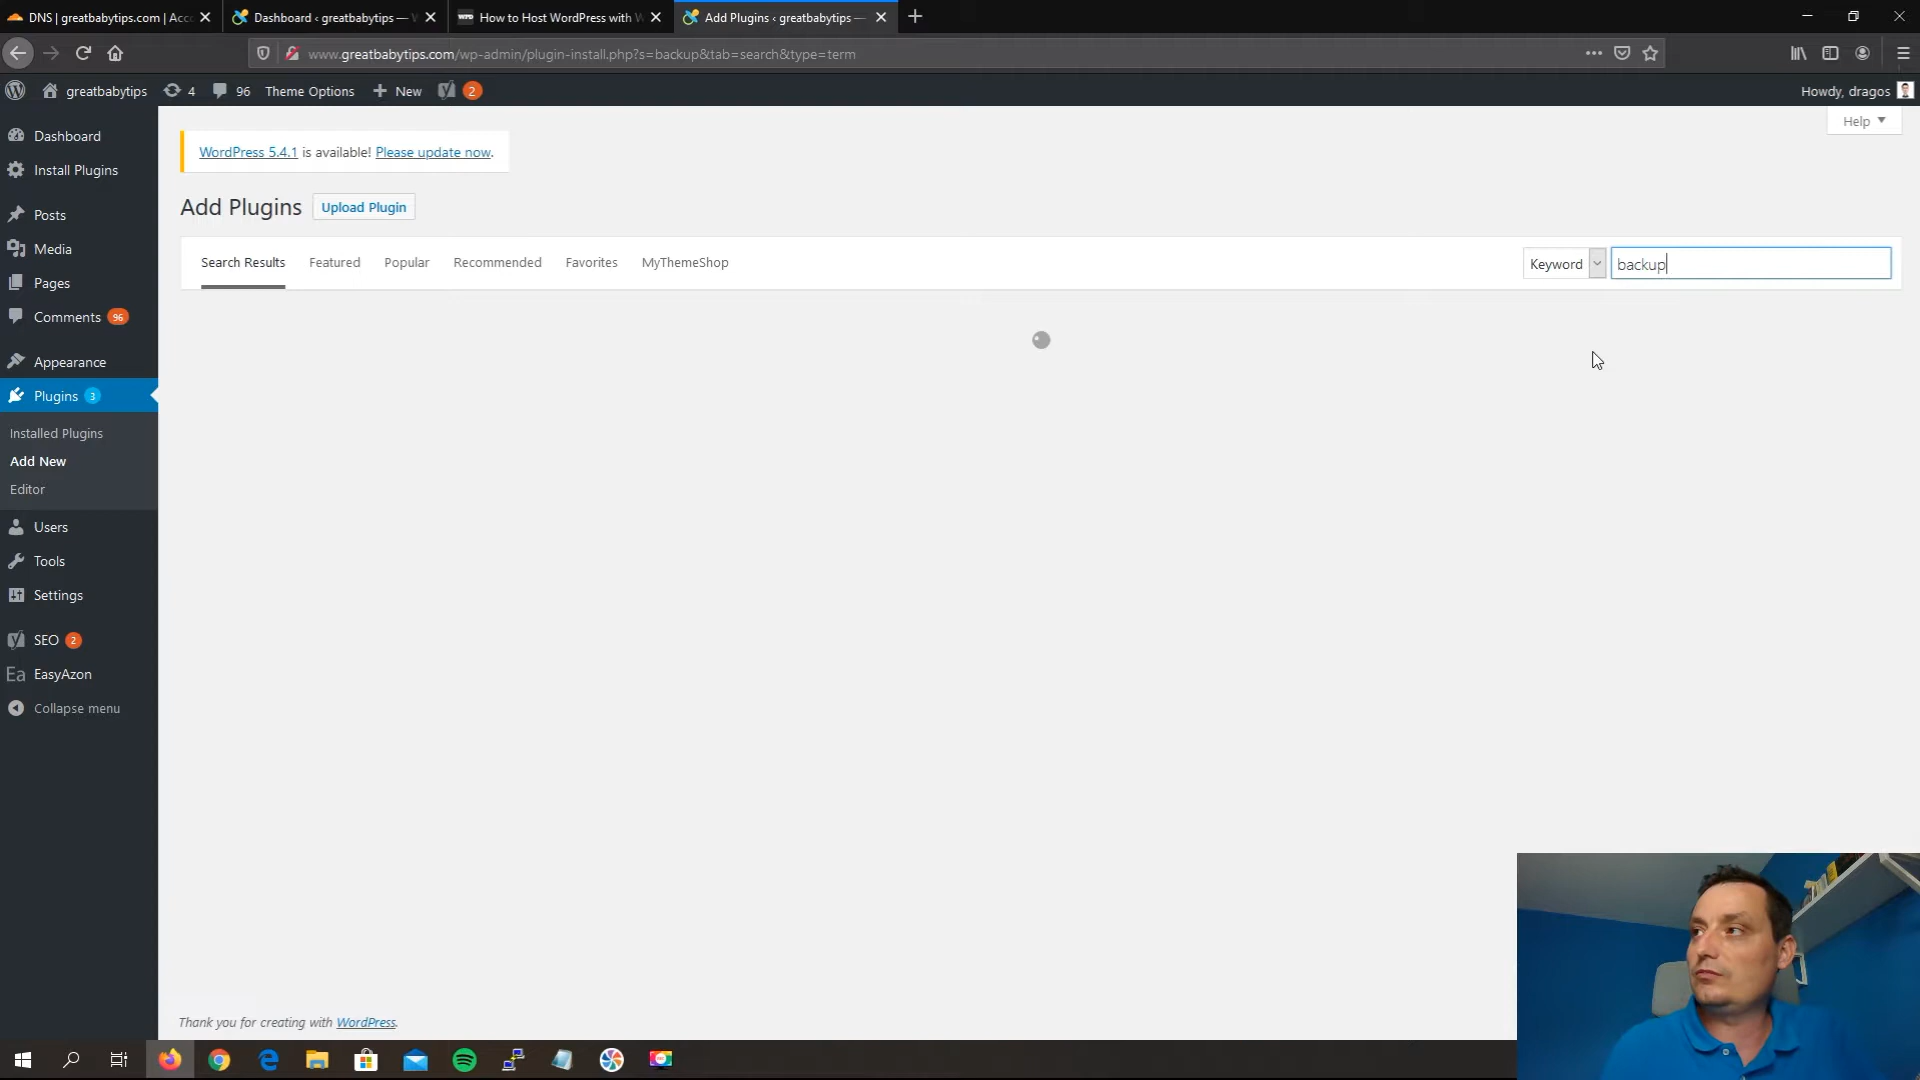 DNS | greatbabytips.com | Acc
Dashboard ‹ greatbabytips — W
How to Host WordPress with W
Add Plugins ‹ greatbabytips —
www.greatbabytips.com/wp-admin/plugin-install.php?s=backup&tab=search&type=term
greatbabytips 4 96 Theme Options + New 2 Howdy, dragos
Help
WordPress 5.4.1 is available! Please update now.
Add Plugins Upload Plugin
Search Results Featured Popular Recommended Favorites MyThemeShop Keyword backup
Dashboard
Install Plugins
Posts
Media
Pages
Comments 96
Appearance
Plugins 3
Installed Plugins
Add New
Editor
Users
Tools
Settings
SEO 2
Ea EasyAzon
Collapse menu
Thank you for creating with WordPress.